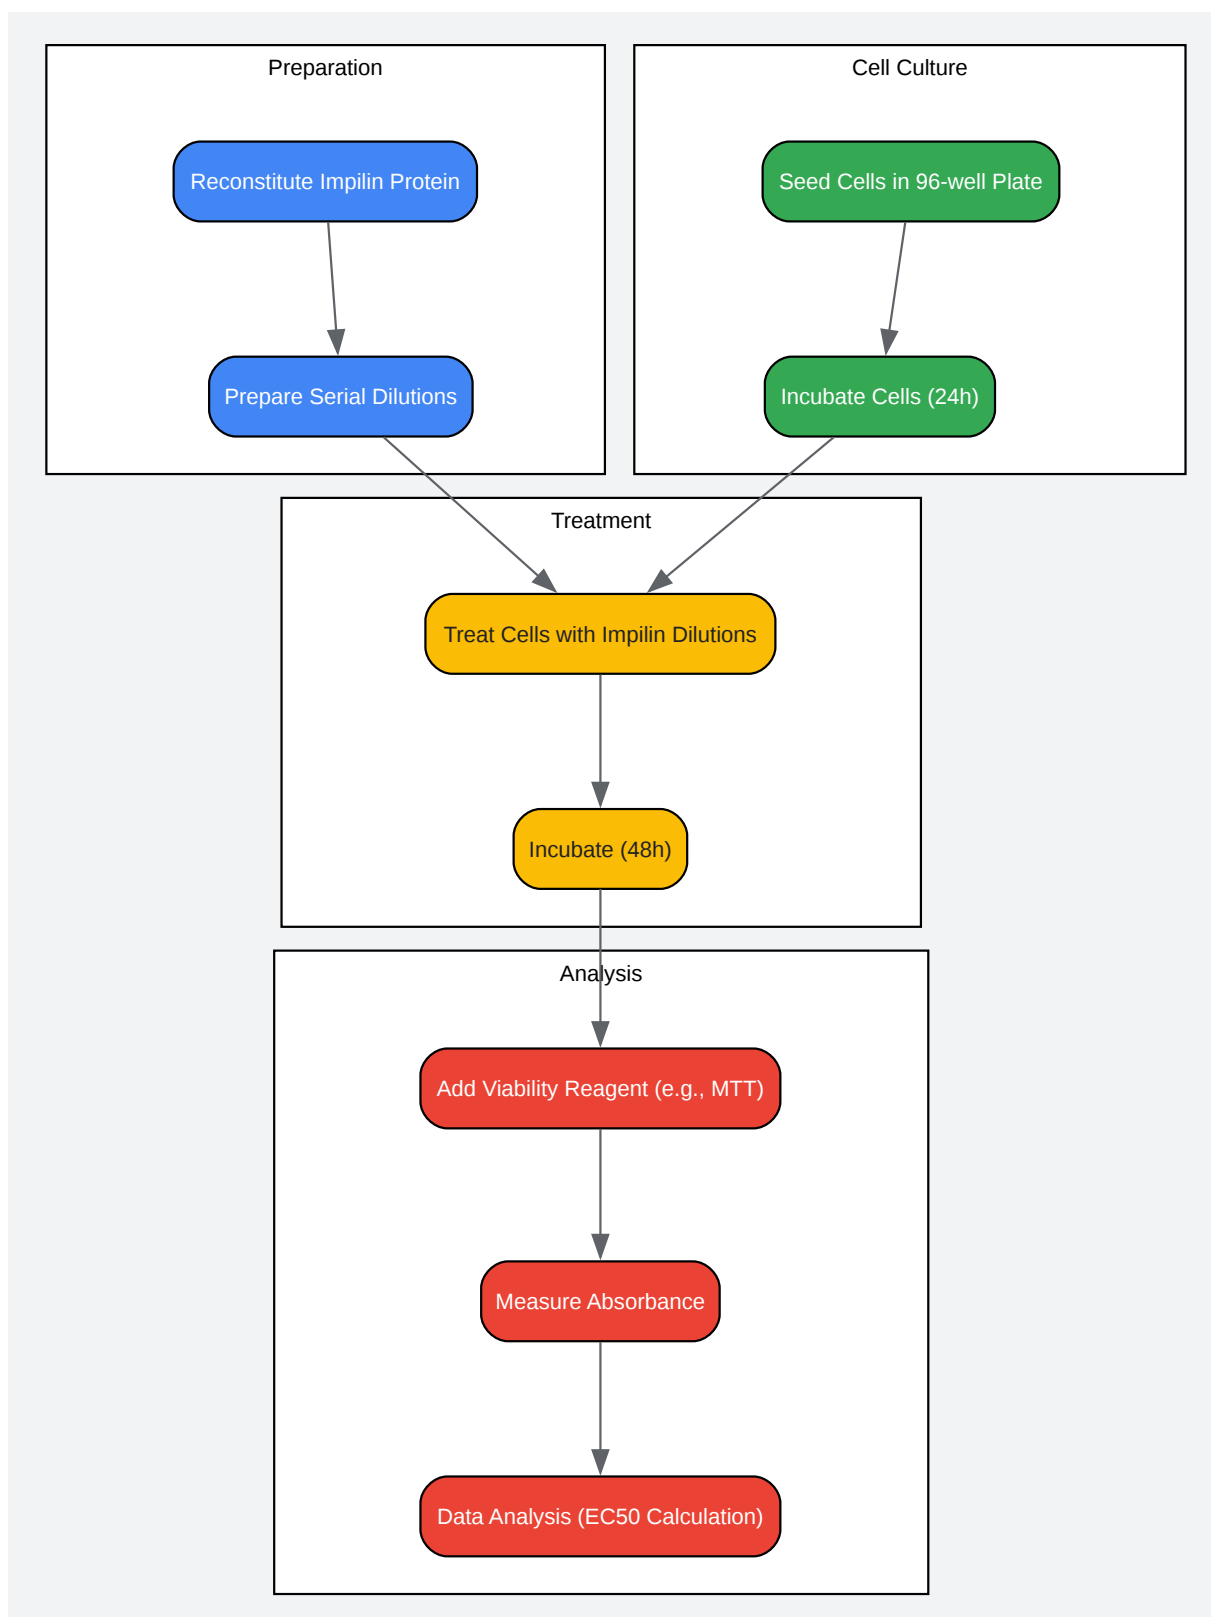 Preparation
Reconstitute Impilin Protein
Prepare Serial Dilutions
Cell Culture
Seed Cells in 96-well Plate
Incubate Cells (24h)
Treatment
Treat Cells with Impilin Dilutions
Incubate (48h)
Analysis
Add Viability Reagent (e.g., MTT)
Measure Absorbance
Data Analysis (EC50 Calculation)